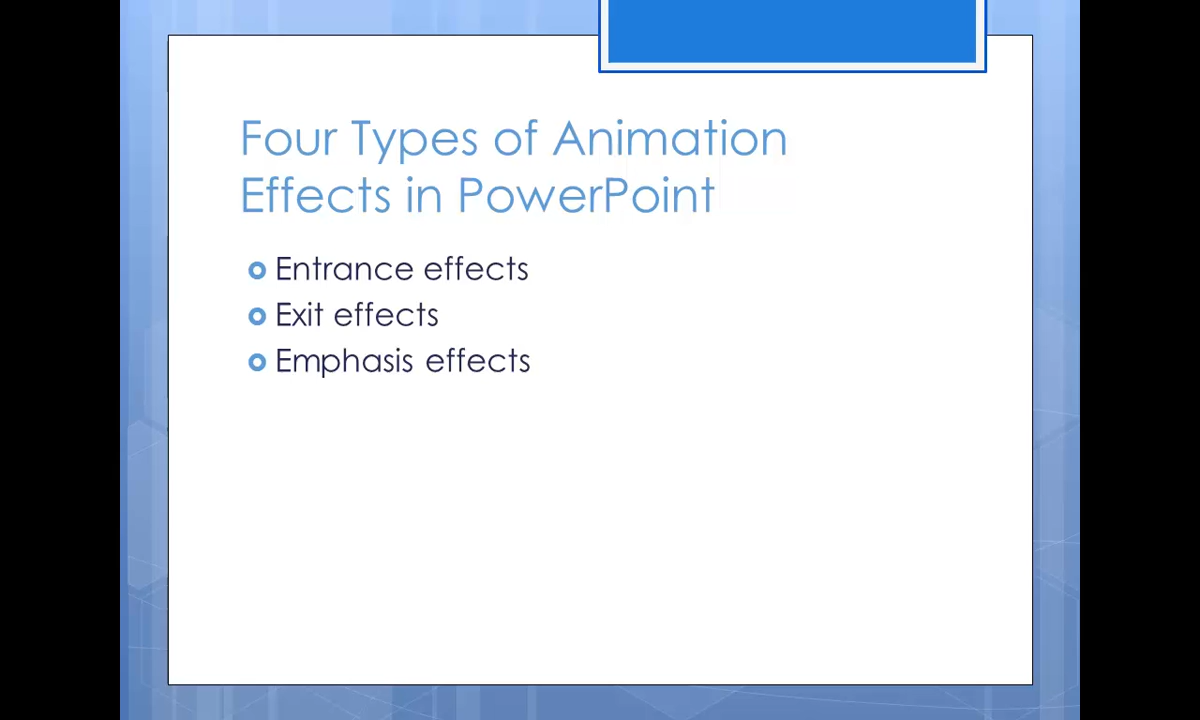 Four Types of Animation
Effects in PowerPoint
Entrance effects
Exit effects
Emphasis effects